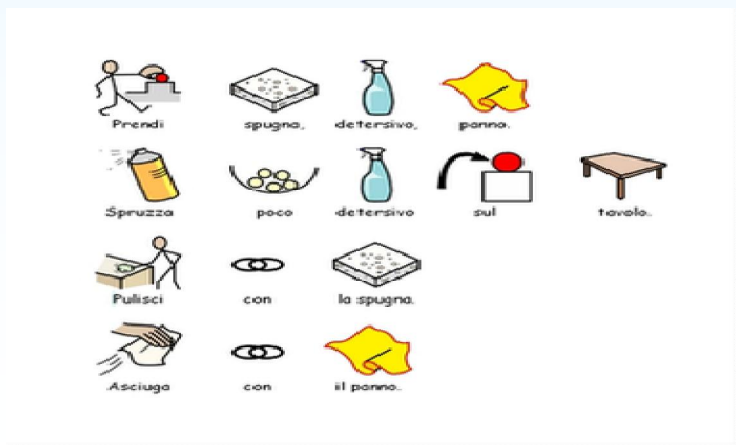 Prendi spugna, detersivo, panno.
Spruzza poco detersivo sul tavolo.
Pulisci con la spugna.
Asciuga con il panno.